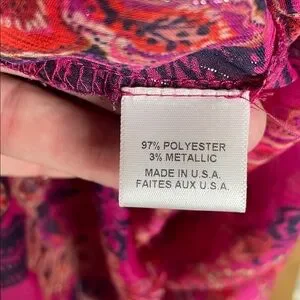 97% POLYESTER
3% METALLIC
MADE IN U.S.A.
FAITES AUX U.S.A.